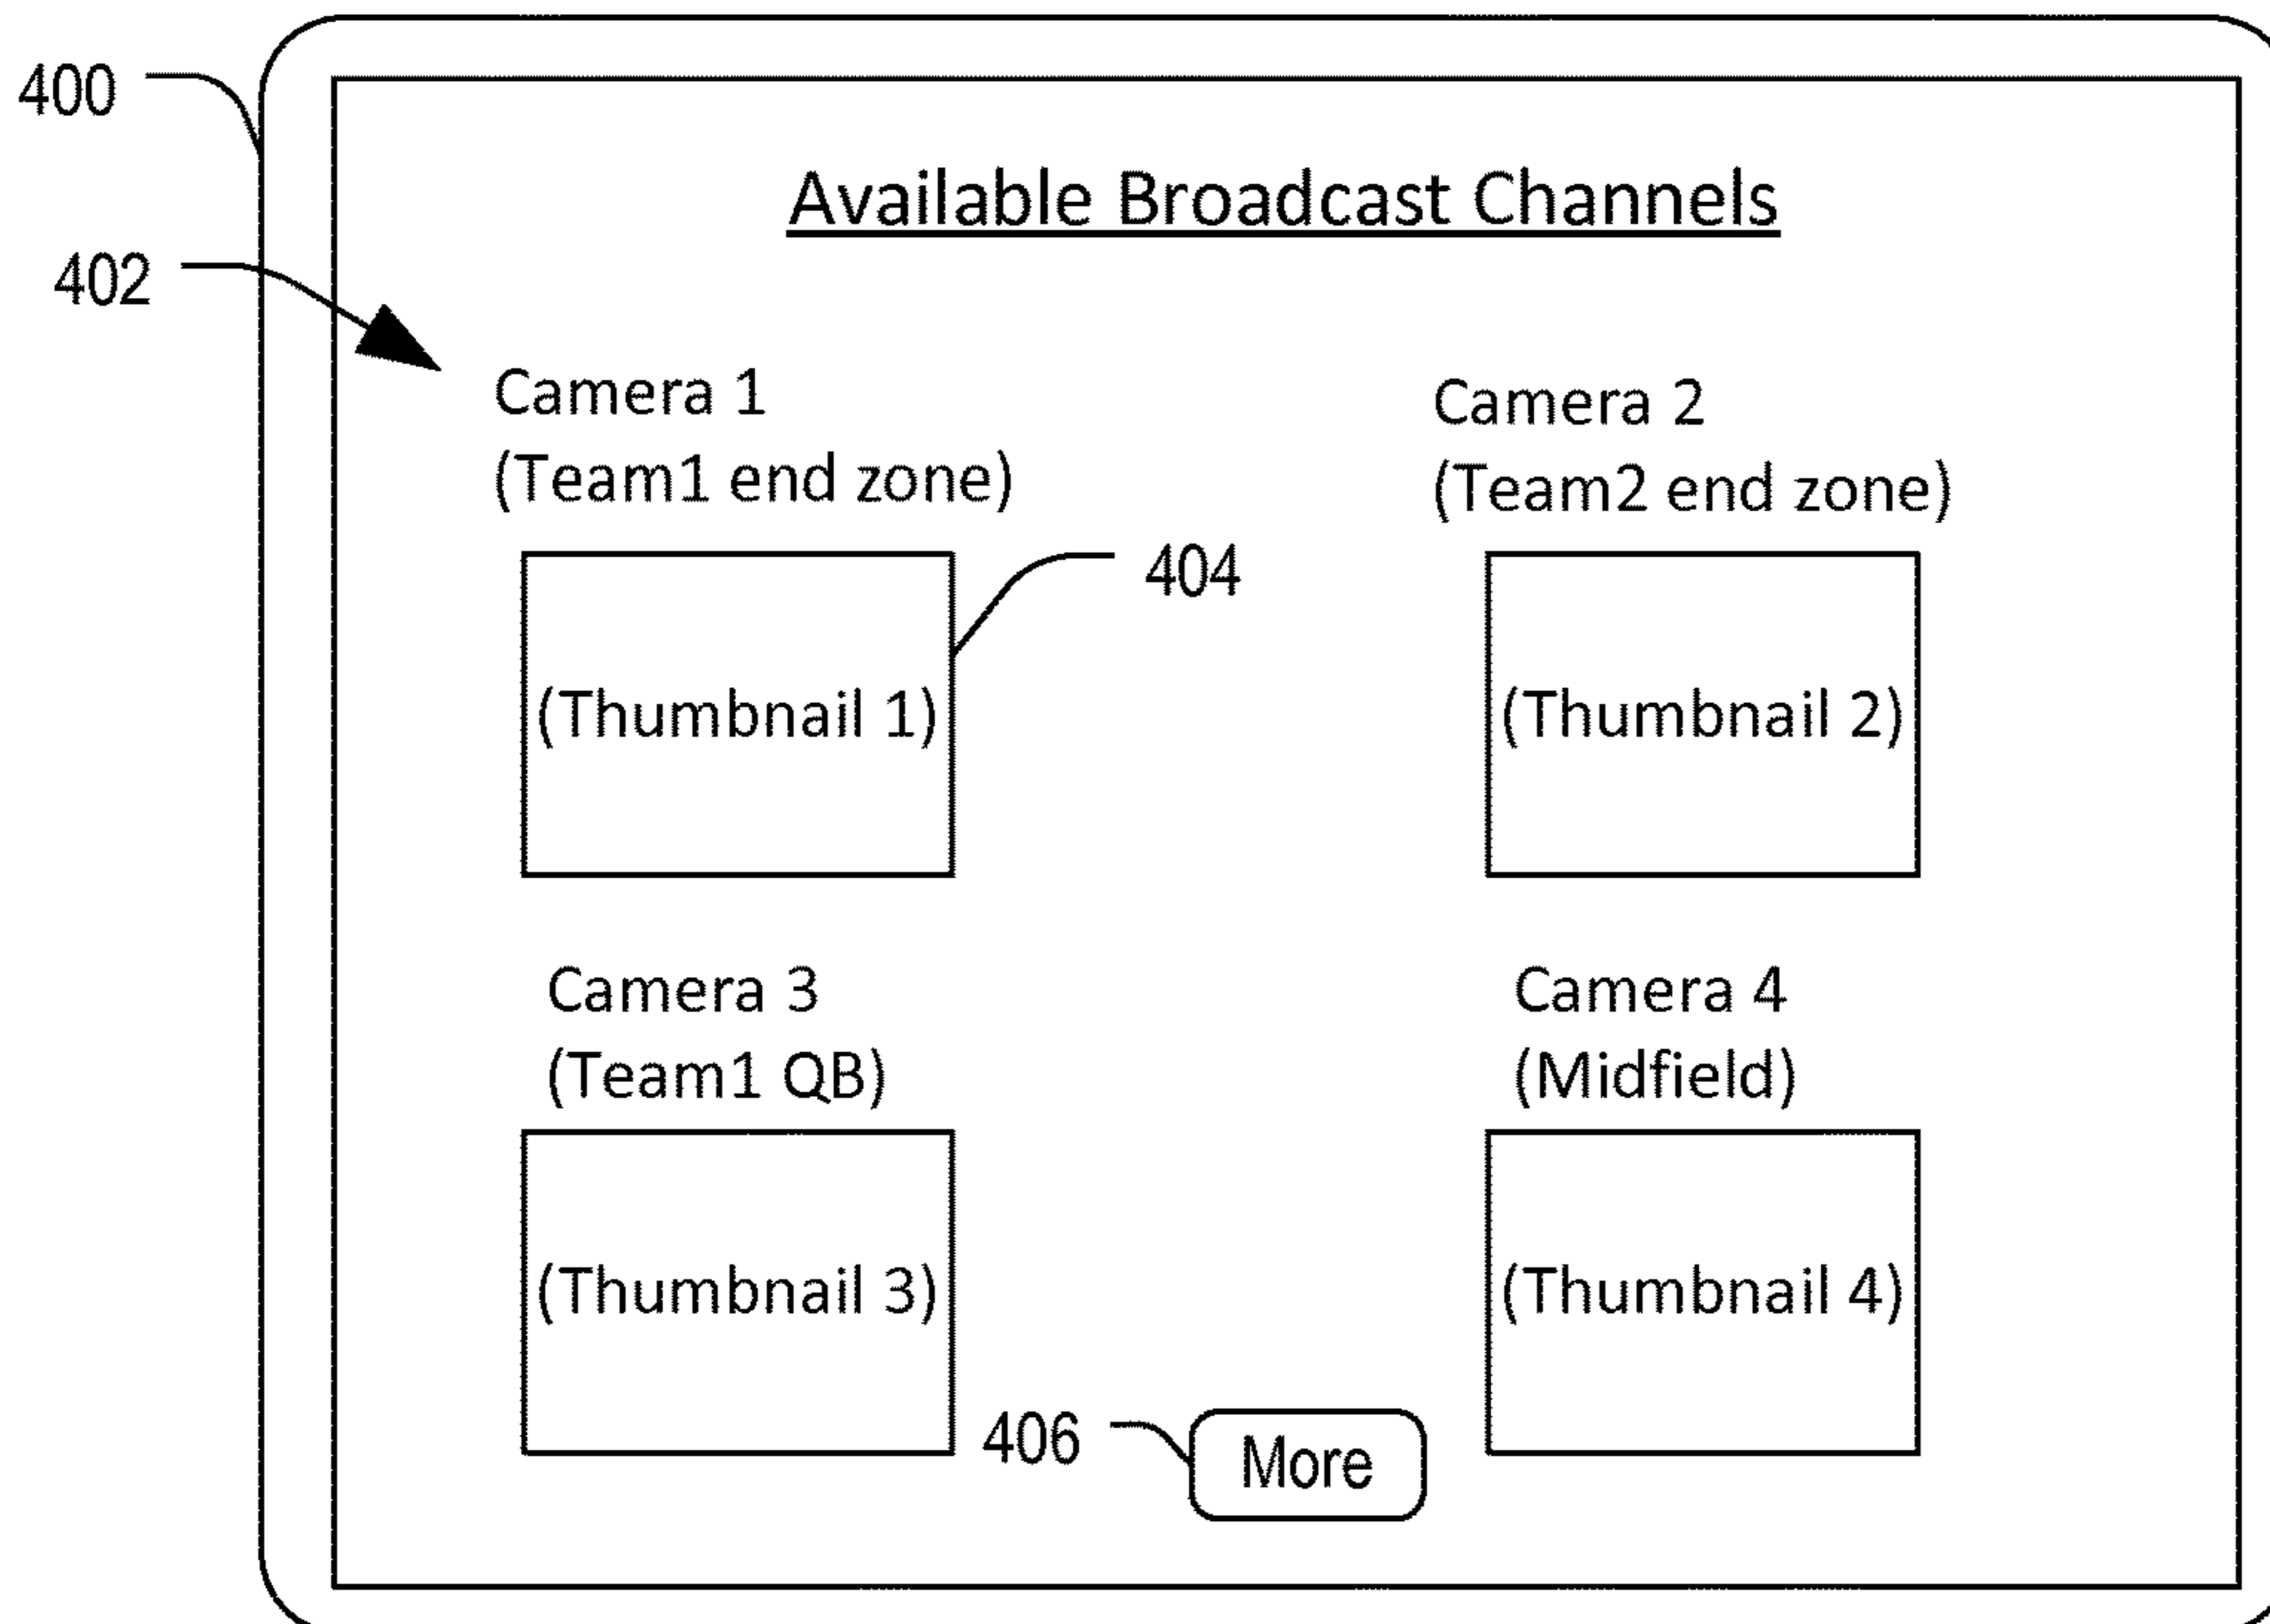 400
Available Broadcast Channels
402
Camera 1
(Team1 end zone)
Camera 2
(Team2 end zone)
404
(Thumbnail 1)
(Thumbnail 2)
Camera 3
(Team1 QB)
Camera 4
(Midfield)
(Thumbnail 3)
(Thumbnail 4)
406
More